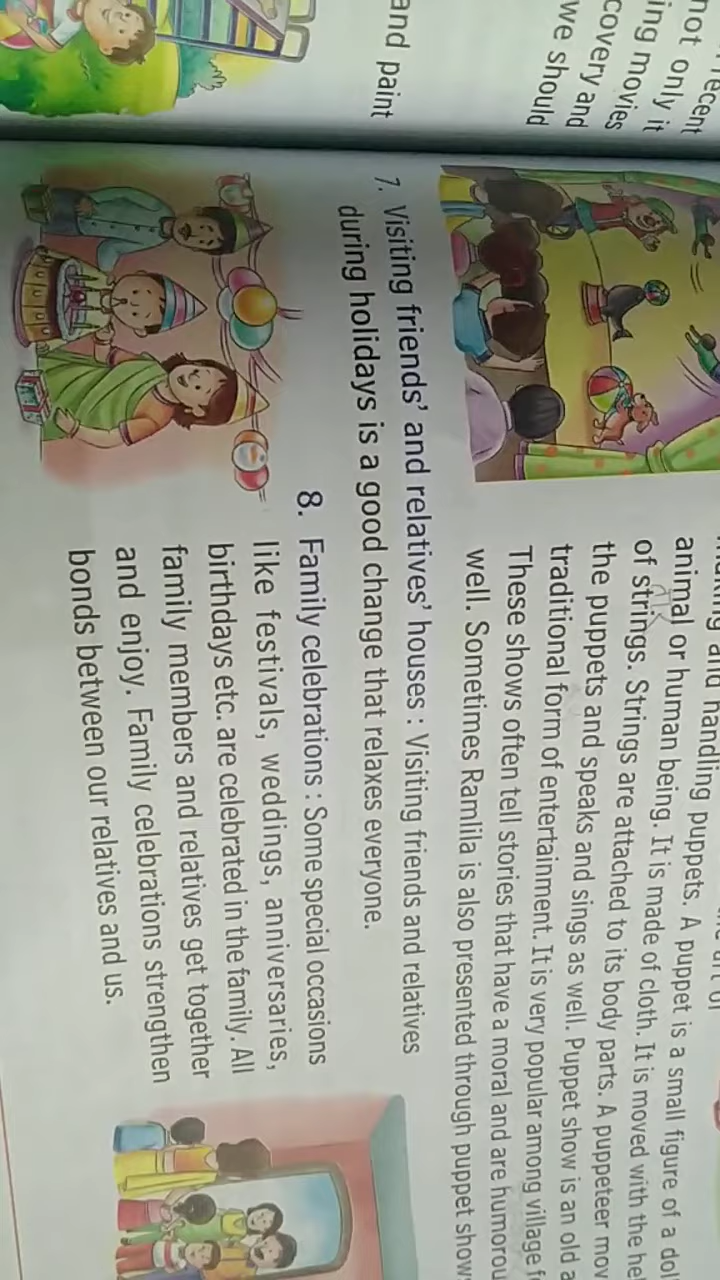 recent
not only it
ing movies
covery and
we should
and paint
and handling puppets. A puppet is a small figure of a
animal or human being. It is made of cloth. It is moved with the
of strings. Strings are attached to its body parts. A puppeteer
the puppets and speaks and sings as well. Puppet show is an old
traditional form of entertainment. It is very popular among village
These shows often tell stories that have a moral and are
well. Sometimes Ramlila is also presented through puppet
7. Visiting friends' and relatives' houses : Visiting friends and relatives
during holidays is a good change that relaxes everyone.
8. Family celebrations : Some special occasions
like festivals, weddings, anniversaries,
birthdays etc. are celebrated in the family. All
family members and relatives get together
and enjoy. Family celebrations strengthen
bonds between our relatives and us.